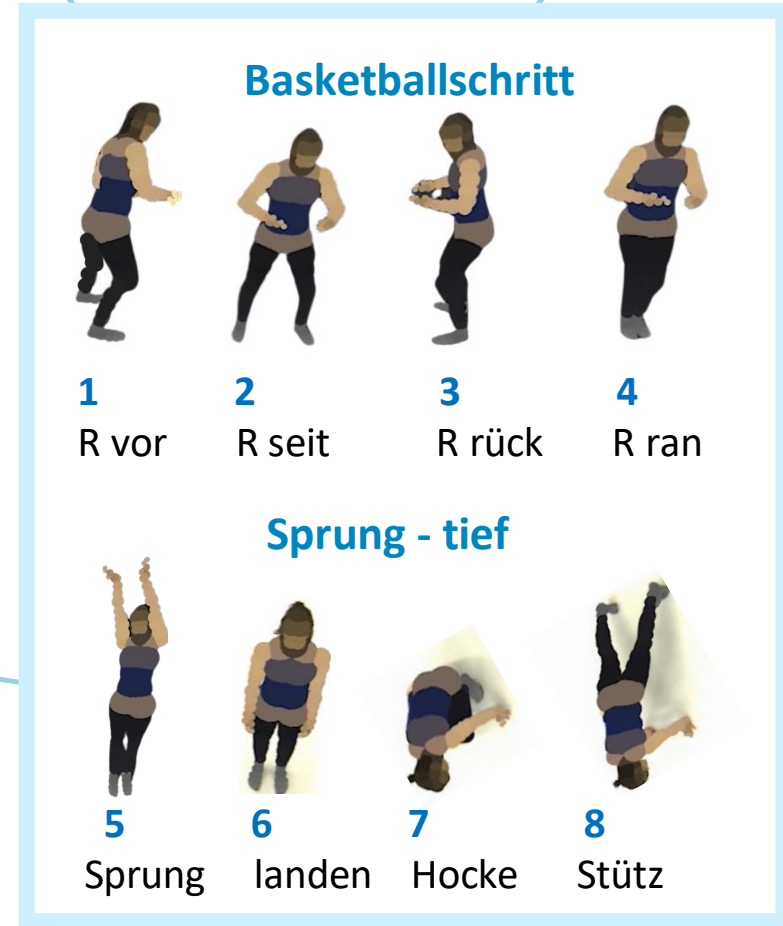 Basketballschritt
1 2 3 4
R vor R seit R rück R ran
Sprung - tief
5 6 7 8
Sprung landen Hocke Stütz